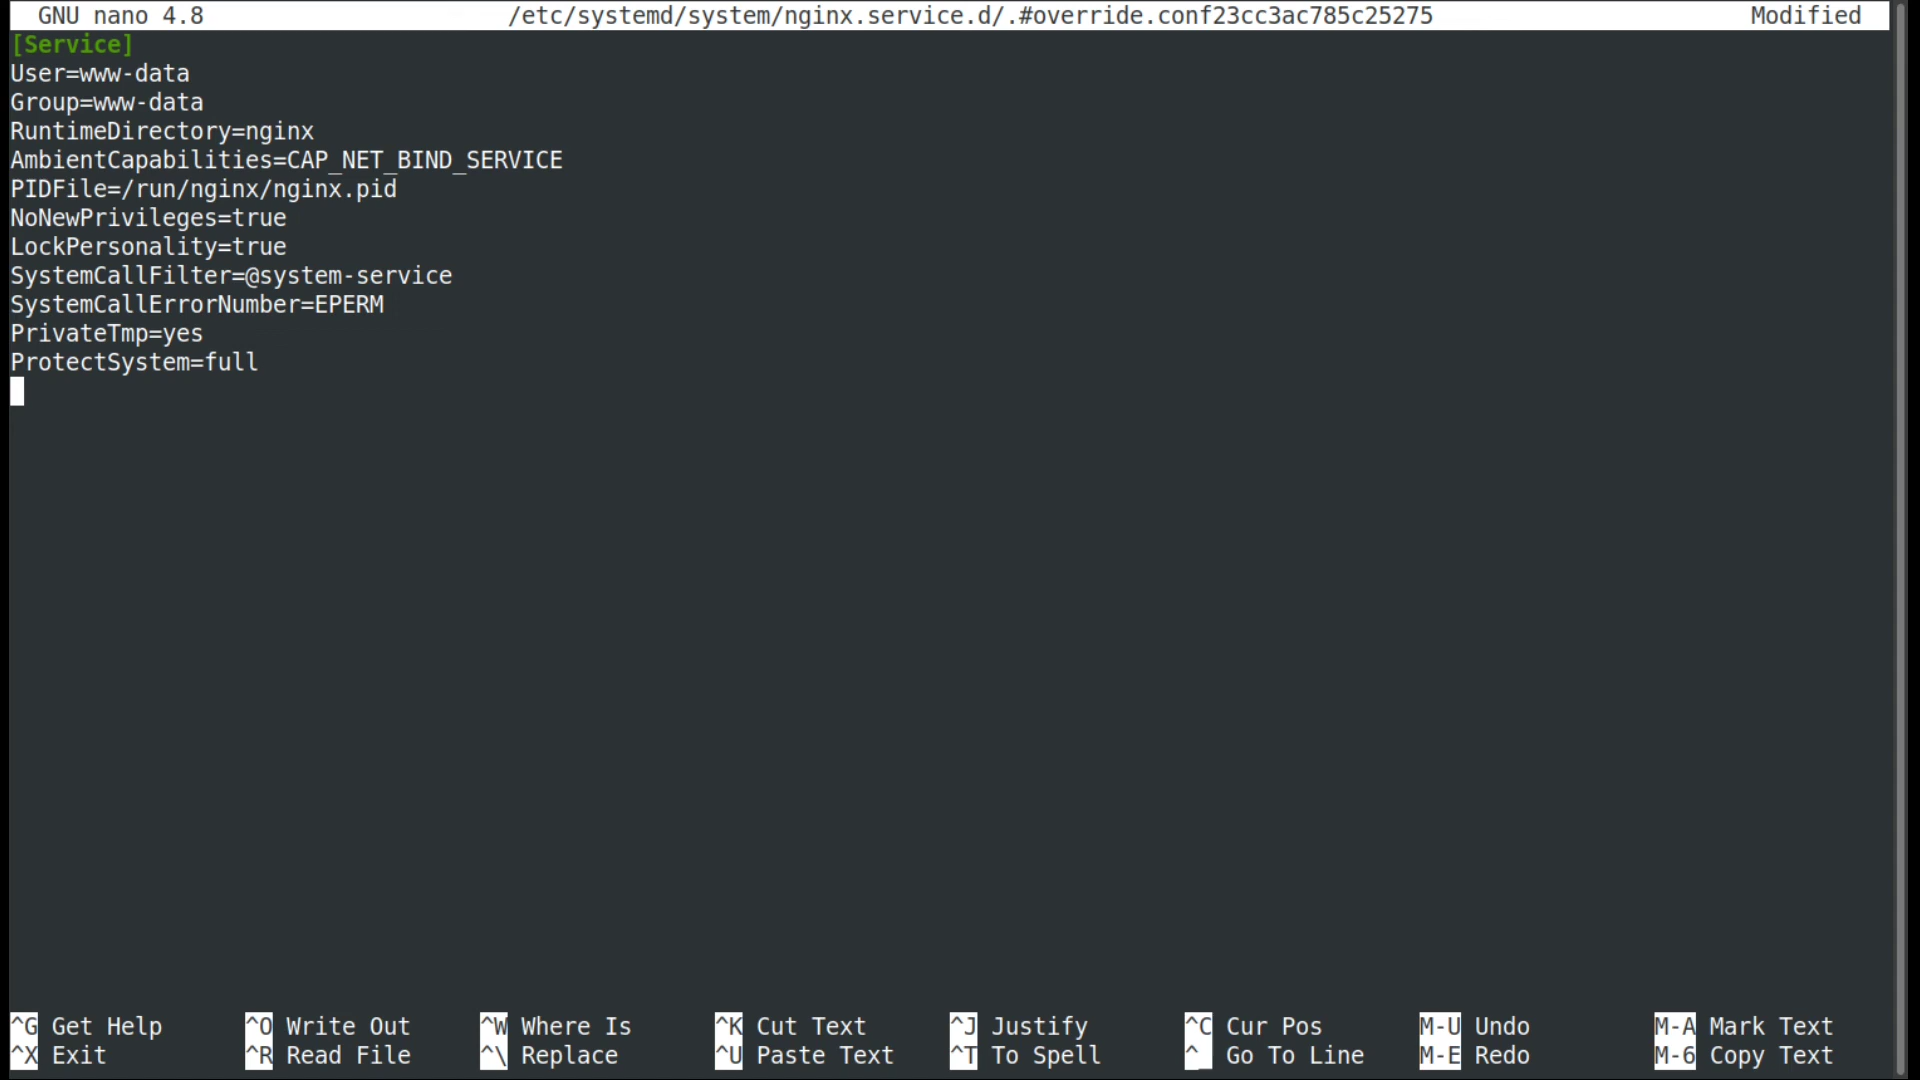 GNU nano 4.8 /etc/systemd/system/nginx.service.d/.#override.conf23cc3ac785c25275 Modified
[Service]
User=www-data
Group=www-data
RuntimeDirectory=nginx
AmbientCapabilities=CAP_NET_BIND_SERVICE
PIDFile=/run/nginx/nginx.pid
NoNewPrivileges=true
LockPersonality=true
SystemCallFilter=@system-service
SystemCallErrorNumber=EPERM
PrivateTmp=yes
ProtectSystem=full
^G Get Help ^O Write Out ^W Where Is ^K Cut Text ^J Justify ^C Cur Pos M-U Undo M-A Mark Text
^X Exit ^R Read File ^\ Replace ^U Paste Text ^T To Spell ^_ Go To Line M-E Redo M-6 Copy Text